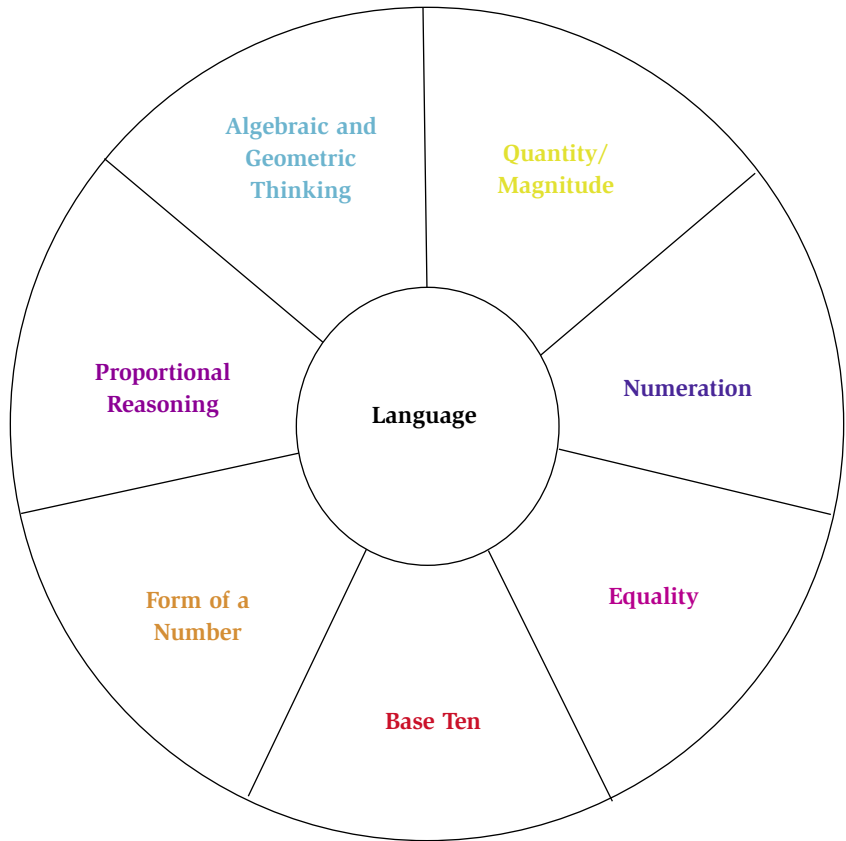 Algebraic and
Geometric
Thinking
Quantity/
Magnitude
Numeration
Equality
Base Ten
Form of a
Number
Proportional
Reasoning
Language